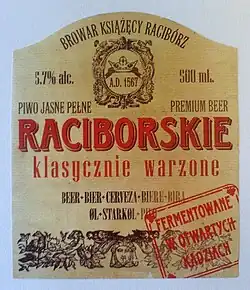 BROWAR KSIĄŻĘCY RACIBÓRZ
A.D. 1567
5.7% alc.
500 mL.
PIWO JASNE PEŁNE
PREMIUM BEER
RACIBORSKIE
klasycznie warzone
BEER·BIER·CERVEZA·BIERE·BIRA
ØL·STARKÖL·
FERMENTOWANE
W OTWARTYCH
KADZIACH